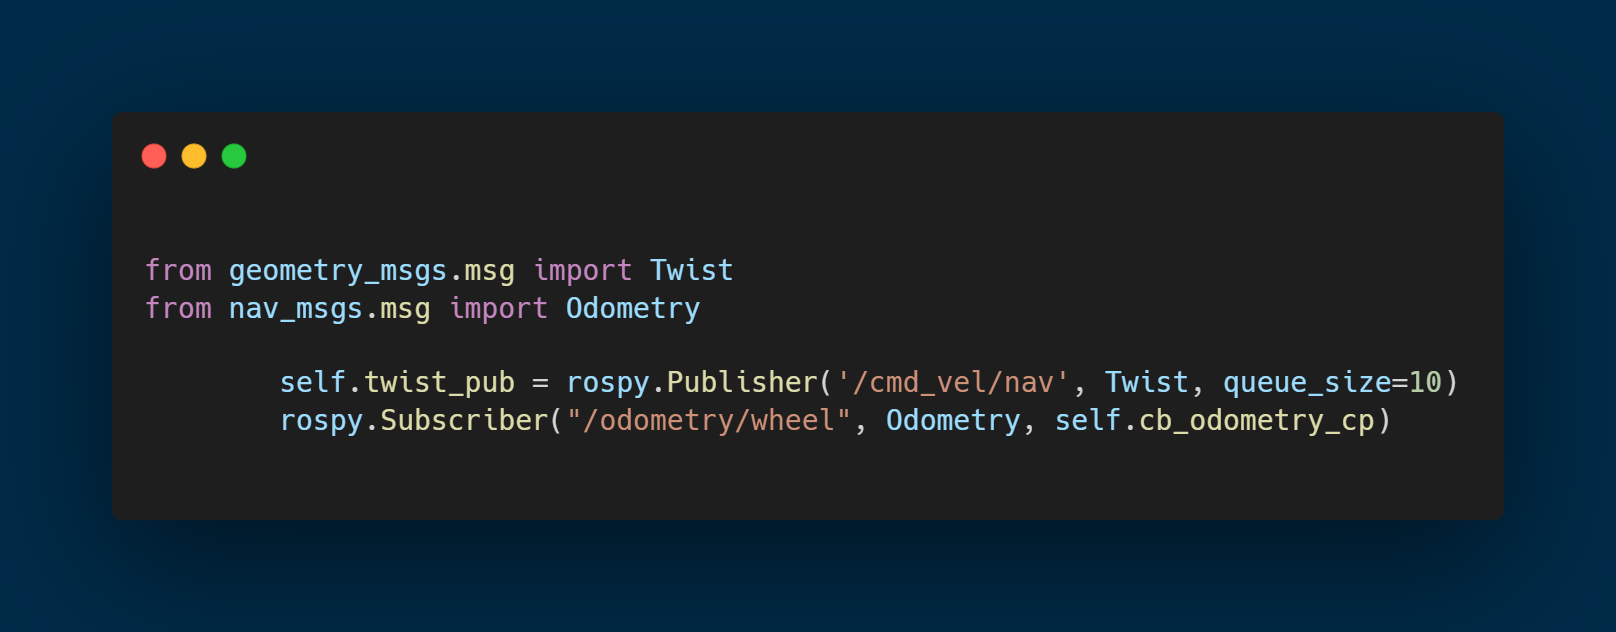 from geometry_msgs.msg import Twist
from nav_msgs.msg import Odometry
self.twist_pub = rospy.Publisher('/cmd_vel/nav', Twist, queue_size=10)
rospy.Subscriber("/odometry/wheel", Odometry, self.cb_odometry_cp)